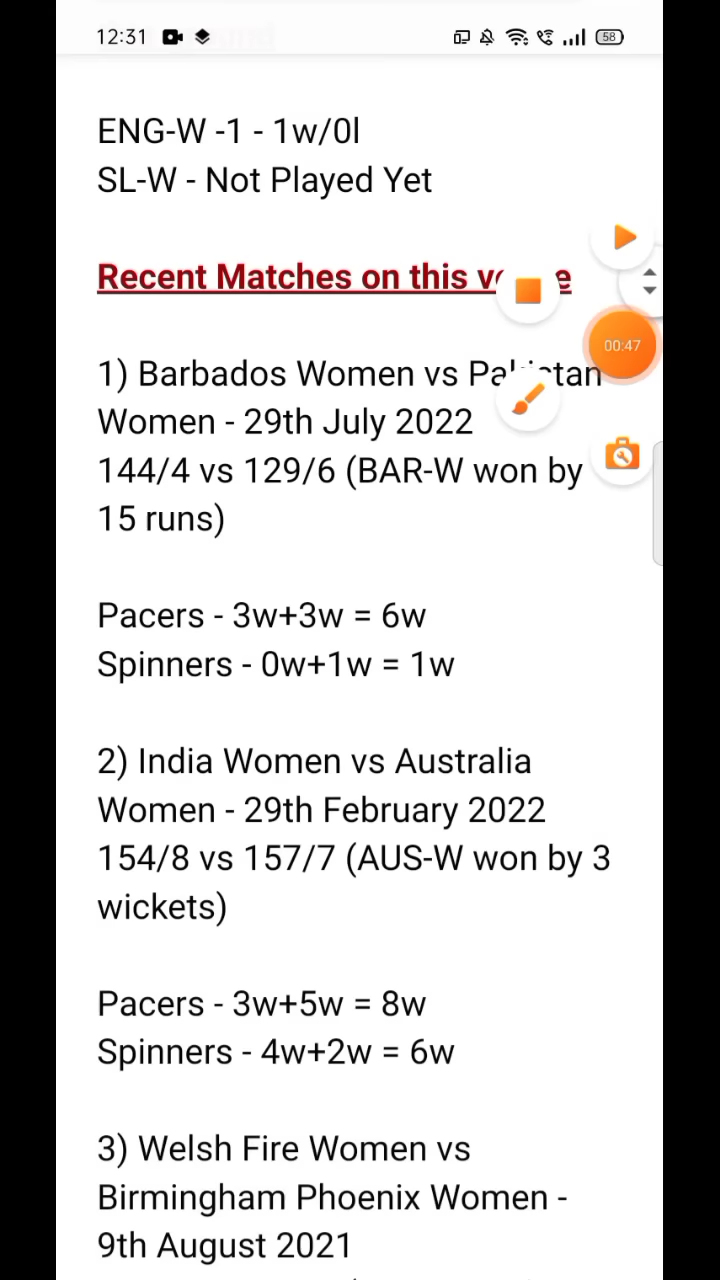 12:31
58
ENG-W -1 - 1w/0l
SL-W - Not Played Yet
Recent Matches on this
00:47
1) Barbados Women vs
Women - 29th July 2022
144/4 vs 129/6 (BAR-W won by
15 runs)
Pacers - 3w+3w = 6w
Spinners - 0w+1w = 1w
2) India Women vs Australia
Women - 29th February 2022
154/8 vs 157/7 (AUS-W won by 3
wickets)
Pacers - 3w+5w = 8w
Spinners - 4w+2w = 6w
3) Welsh Fire Women vs
Birmingham Phoenix Women -
9th August 2021